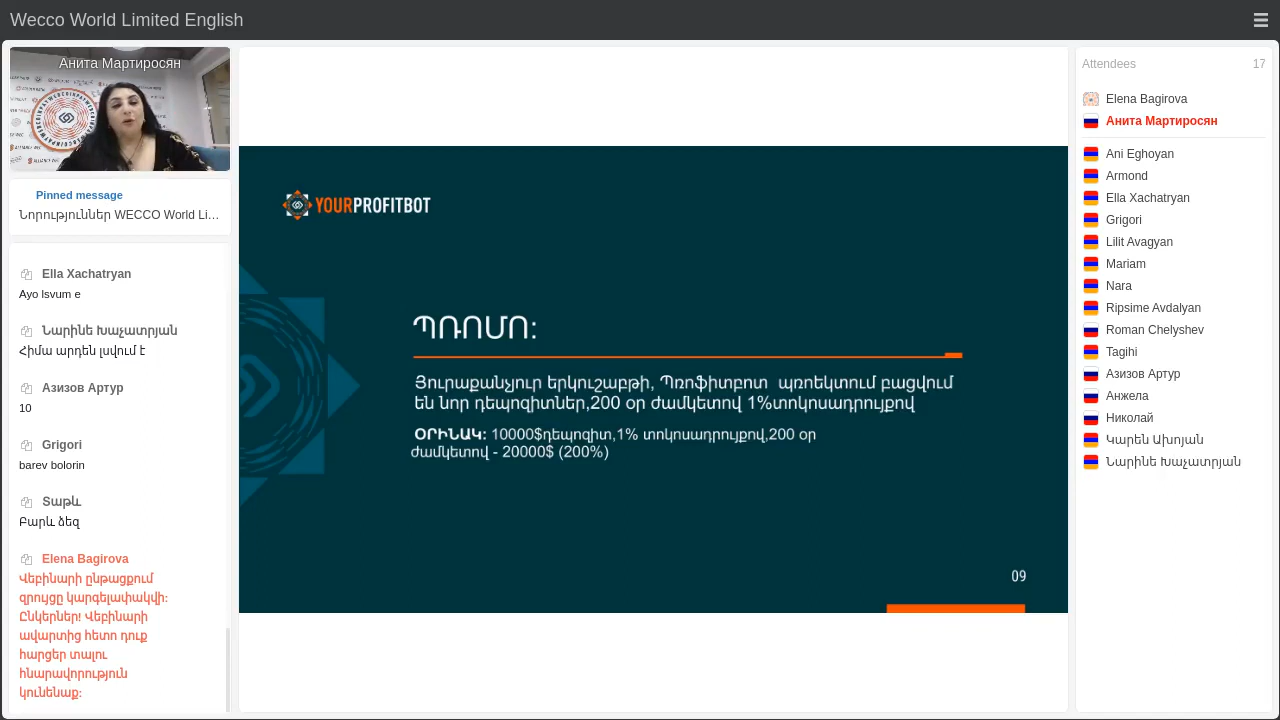 Wecco World Limited English
Анита Мартиросян
Pinned message
Նորություններ WECCO World Li…
Ella Xachatryan
Ayo lsvum e
Նարինե Խաչատրյան
Հիմա արդեն լսվում է
Азизов Артур
10
Grigori
barev bolorin
Տաթև
Բարև ձեզ
Elena Bagirova
Վեբինարի ընթացքում
զրույցը կարգելափակվի:
Ընկերներ! Վեբինարի
ավարտից հետո դուք
հարցեր տալու
հնարավորություն
կունենաք:
YOURPROFITBOT
ՊՌՈՄՈ:
Յուրաքանչյուր երկուշաբթի, Պռոֆիտբոտ պռոեկտում բացվում
են նոր դեպոզիտներ,200 օր ժամկետով 1%տոկոսադրույքով
ՕՐԻՆԱԿ: 10000$դեպոզիտ,1% տոկոսադրույքով,200 օր
ժամկետով - 20000$ (200%)
09
Attendees 17
Elena Bagirova
Анита Мартиросян
Ani Eghoyan
Armond
Ella Xachatryan
Grigori
Lilit Avagyan
Mariam
Nara
Ripsime Avdalyan
Roman Chelyshev
Tagihi
Азизов Артур
Анжела
Николай
Կարեն Ախոյան
Նարինե Խաչատրյան